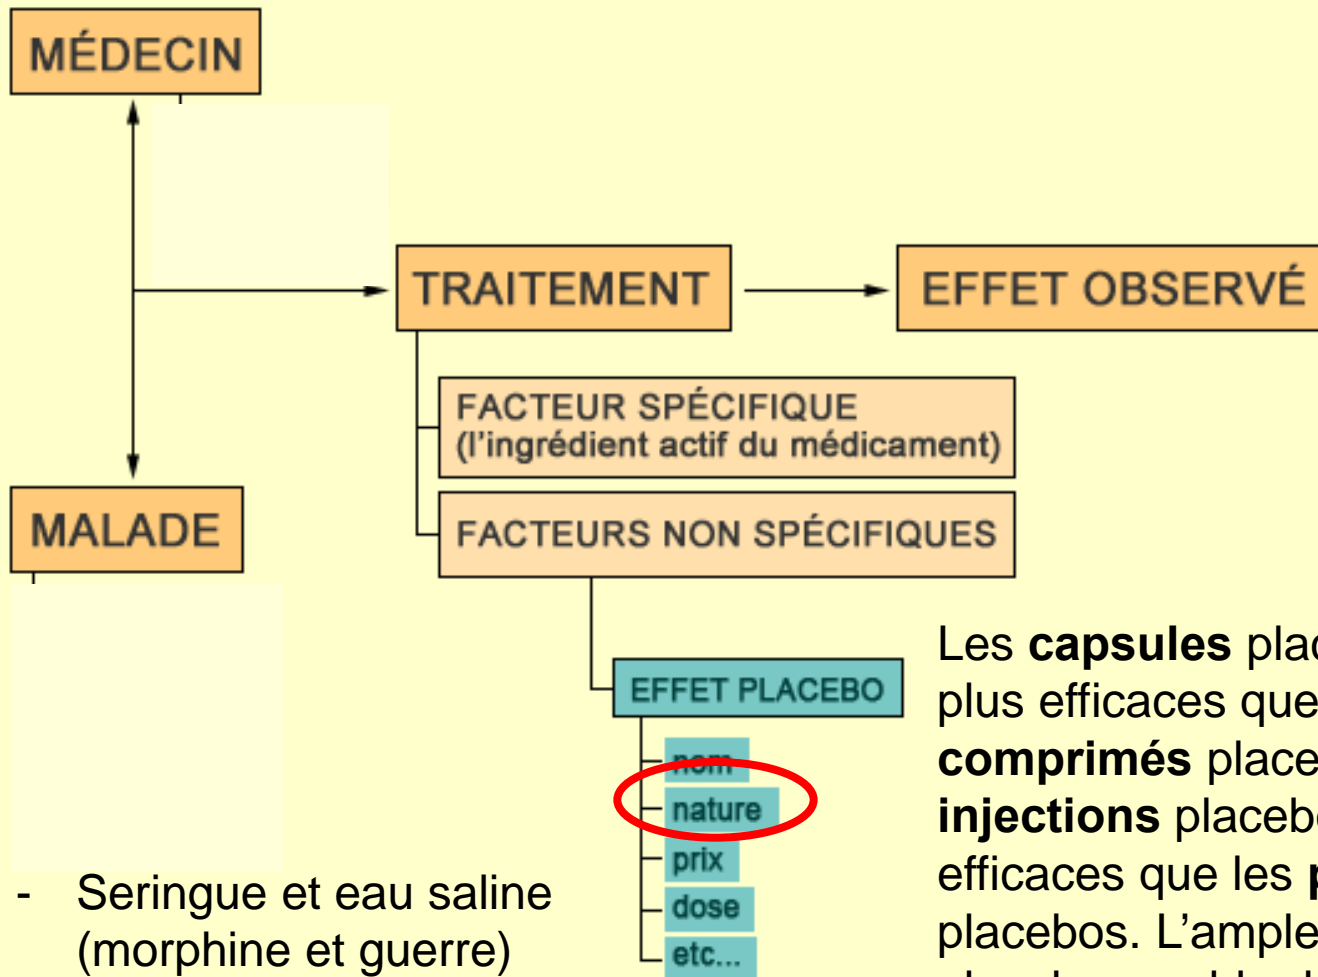 MÉDECIN
TRAITEMENT
EFFET OBSERVÉ
FACTEUR SPÉCIFIQUE
(l'ingrédient actif du médicament)
MALADE
FACTEURS NON SPÉCIFIQUES
EFFET PLACEBO
nom
nature
prix
dose
etc...
- Seringue et eau saline
(morphine et guerre)
Les capsules
plus efficaces que
comprimés
injections
efficaces que les
placebos.